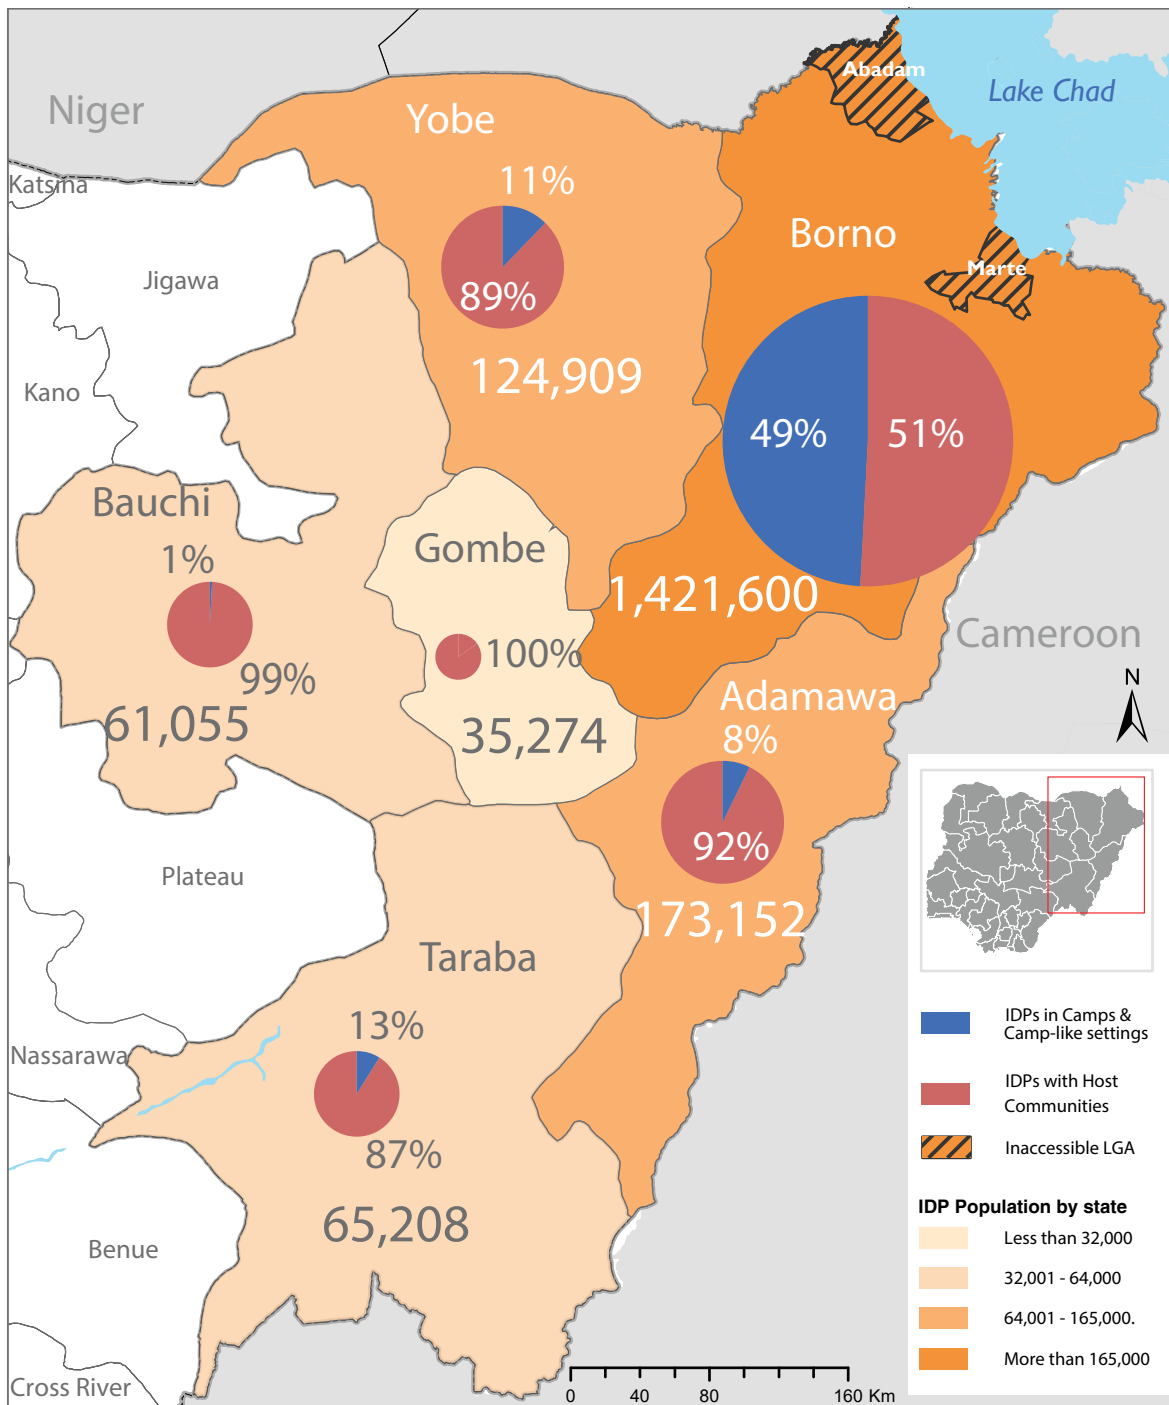 Niger
Yobe
Abadam
Lake Chad
Katsina
11%
Borno
Jigawa
Marte
89%
124,909
Kano
49%
51%
Bauchi
Gombe
1%
1,421,600
Cameroon
100%
99%
N
61,055
35,274
Adamawa
8%
92%
Plateau
173,152
Taraba
13%
IDPs in Camps &
Camp-like settings
Nassarawa
IDPs with Host
Communities
87%
Inaccessible LGA
65,208
IDP Population by state
Benue
Less than 32,000
32,001 - 64,000
64,001 - 165,000.
More than 165,000
Cross River
0 40 80 160 Km